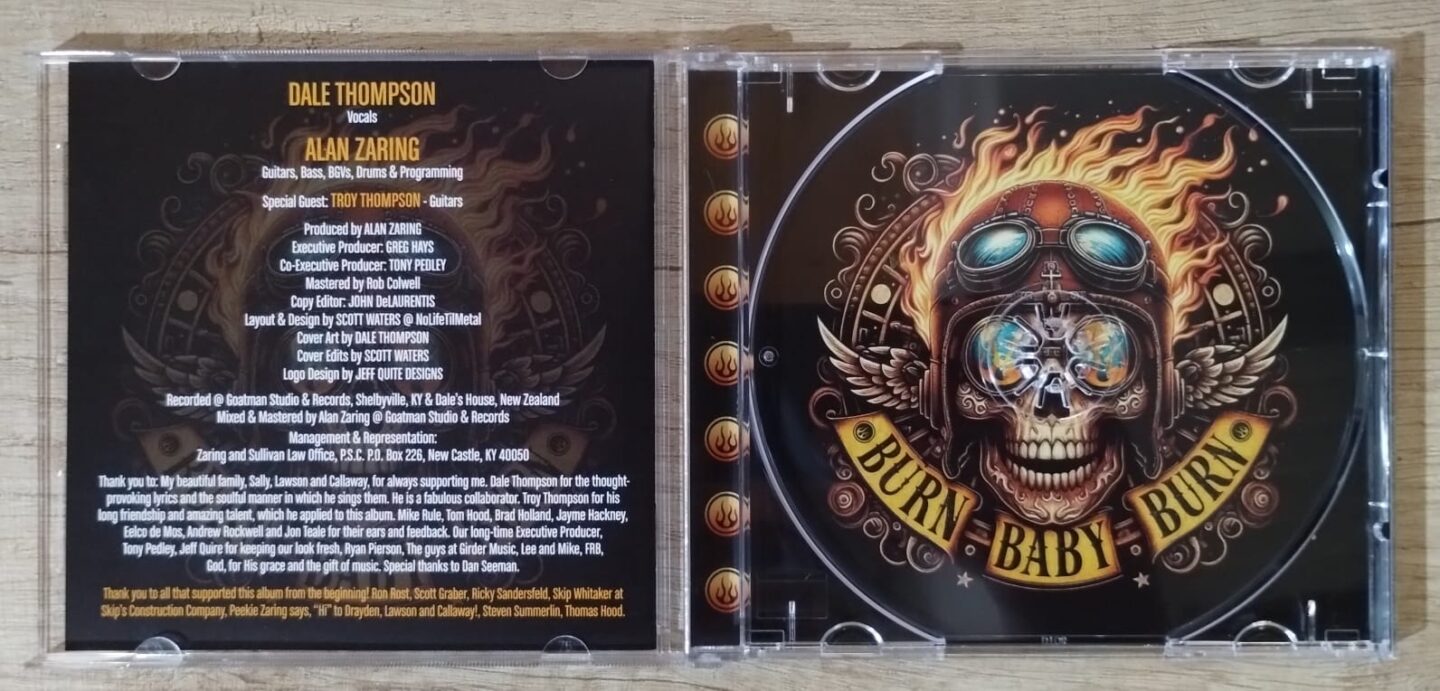 DALE THOMPSON
Vocals
ALAN ZARING
Guitars, Bass, BGVs, Drums & Programming
Special Guest: TROY THOMPSON - Guitars
Produced by ALAN ZARING
Executive Producer: GREG HAYS
Co-Executive Producer: TONY PEDLEY
Mastered by Rob Colwell
Copy Editor: JOHN DeLAURENTIS
Layout & Design by SCOTT WATERS @ NoLifeTilMetal
Cover Art by DALE THOMPSON
Cover Edits by SCOTT WATERS
Logo Design by JEFF QUITE DESIGNS
Recorded @ Goatman Studio & Records, Shelbyville, KY & Dale's House, New Zealand
Mixed & Mastered by Alan Zaring @ Goatman Studio & Records
Management & Representation:
Zaring and Sullivan Law Office, P.S.C. P.O. Box 226, New Castle, KY 40050
Thank you to: My beautiful family, Sally, Lawson and Callaway, for always supporting me. Dale Thompson for the thought-
provoking lyrics and the soulful manner in which he sings them. He is a fabulous collaborator. Troy Thompson for his
long friendship and amazing talent, which he applied to this album. Mike Rule, Tom Hood, Brad Holland, Jayme Hackney,
Eelco de Mos, Andrew Rockwell and Jon Teale for their ears and feedback. Our long-time Executive Producer,
Tony Pedley, Jeff Quire for keeping our look fresh, Ryan Pierson, The guys at Girder Music, Lee and Mike, FRB,
God, for His grace and the gift of music. Special thanks to Dan Seeman.
Thank you to all that supported this album from the beginning! Ron Rost, Scott Graber, Ricky Sandersfeld, Skip Whitaker at
Skip's Construction Company, Peekie Zaring says, "Hi" to Drayden, Lawson and Callaway!, Steven Summerlin, Thomas Hood.
BURN
BABY
BURN